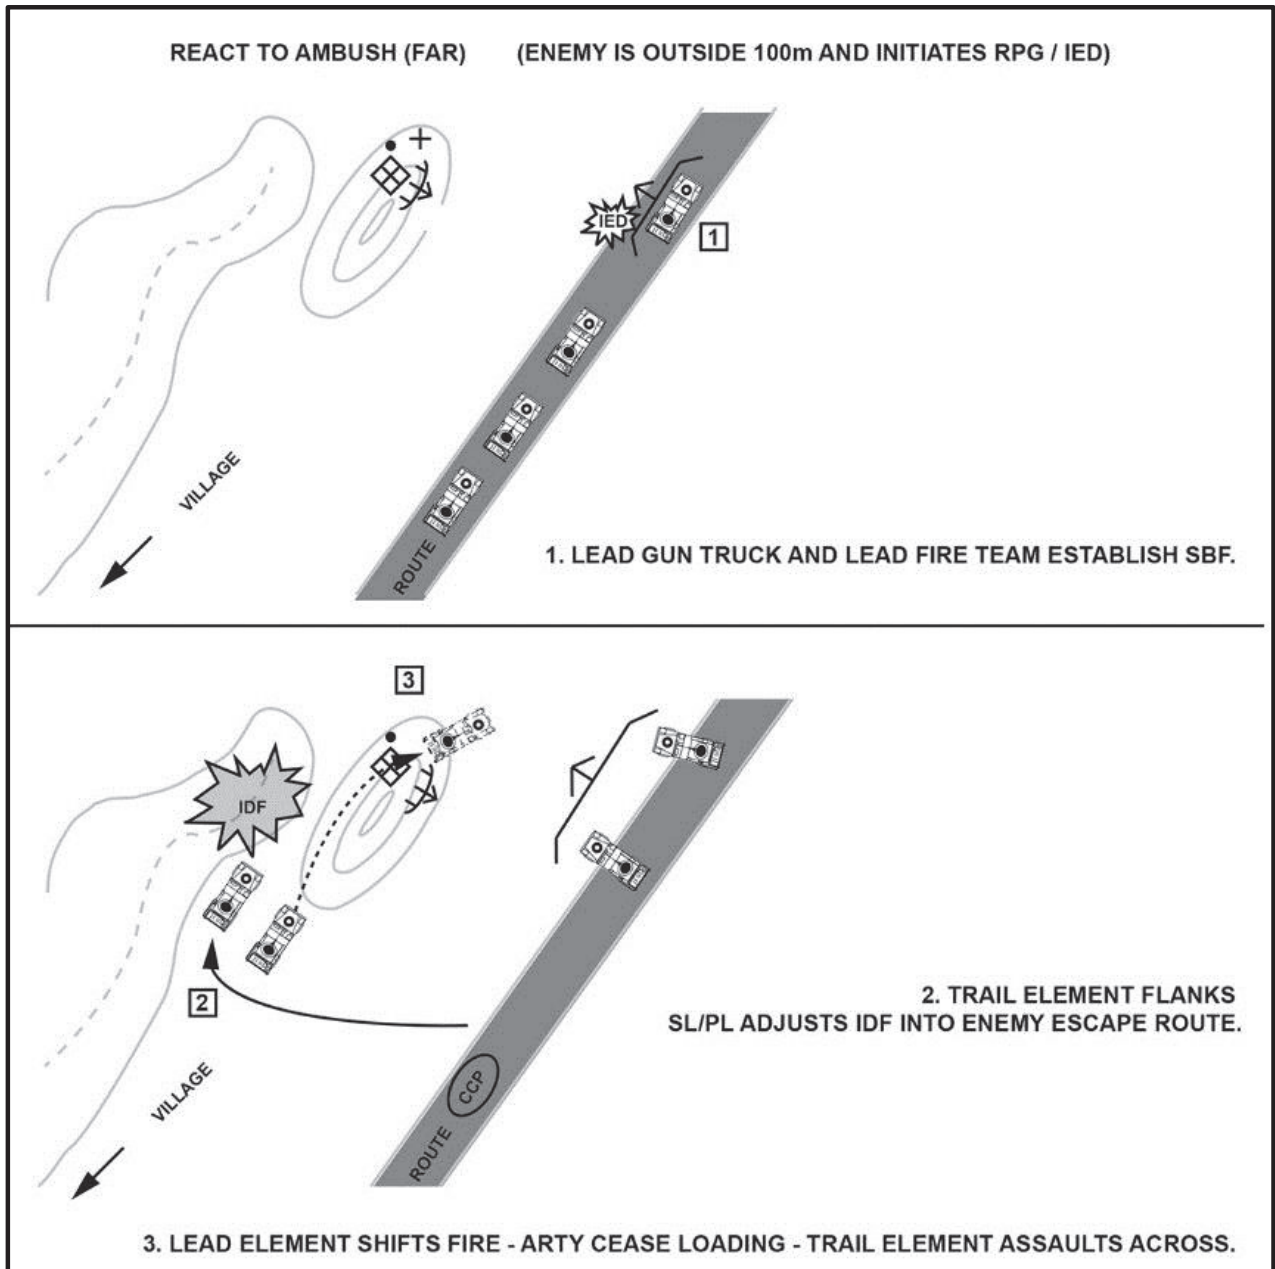 REACT TO AMBUSH (FAR) (ENEMY IS OUTSIDE 100m AND INITIATES RPG / IED)
IED
1
VILLAGE
ROUTE
1. LEAD GUN TRUCK AND LEAD FIRE TEAM ESTABLISH SBF.
3
IDF
2
2. TRAIL ELEMENT FLANKS
SL/PL ADJUSTS IDF INTO ENEMY ESCAPE ROUTE.
CCP
VILLAGE
ROUTE
3. LEAD ELEMENT SHIFTS FIRE - ARTY CEASE LOADING - TRAIL ELEMENT ASSAULTS ACROSS.